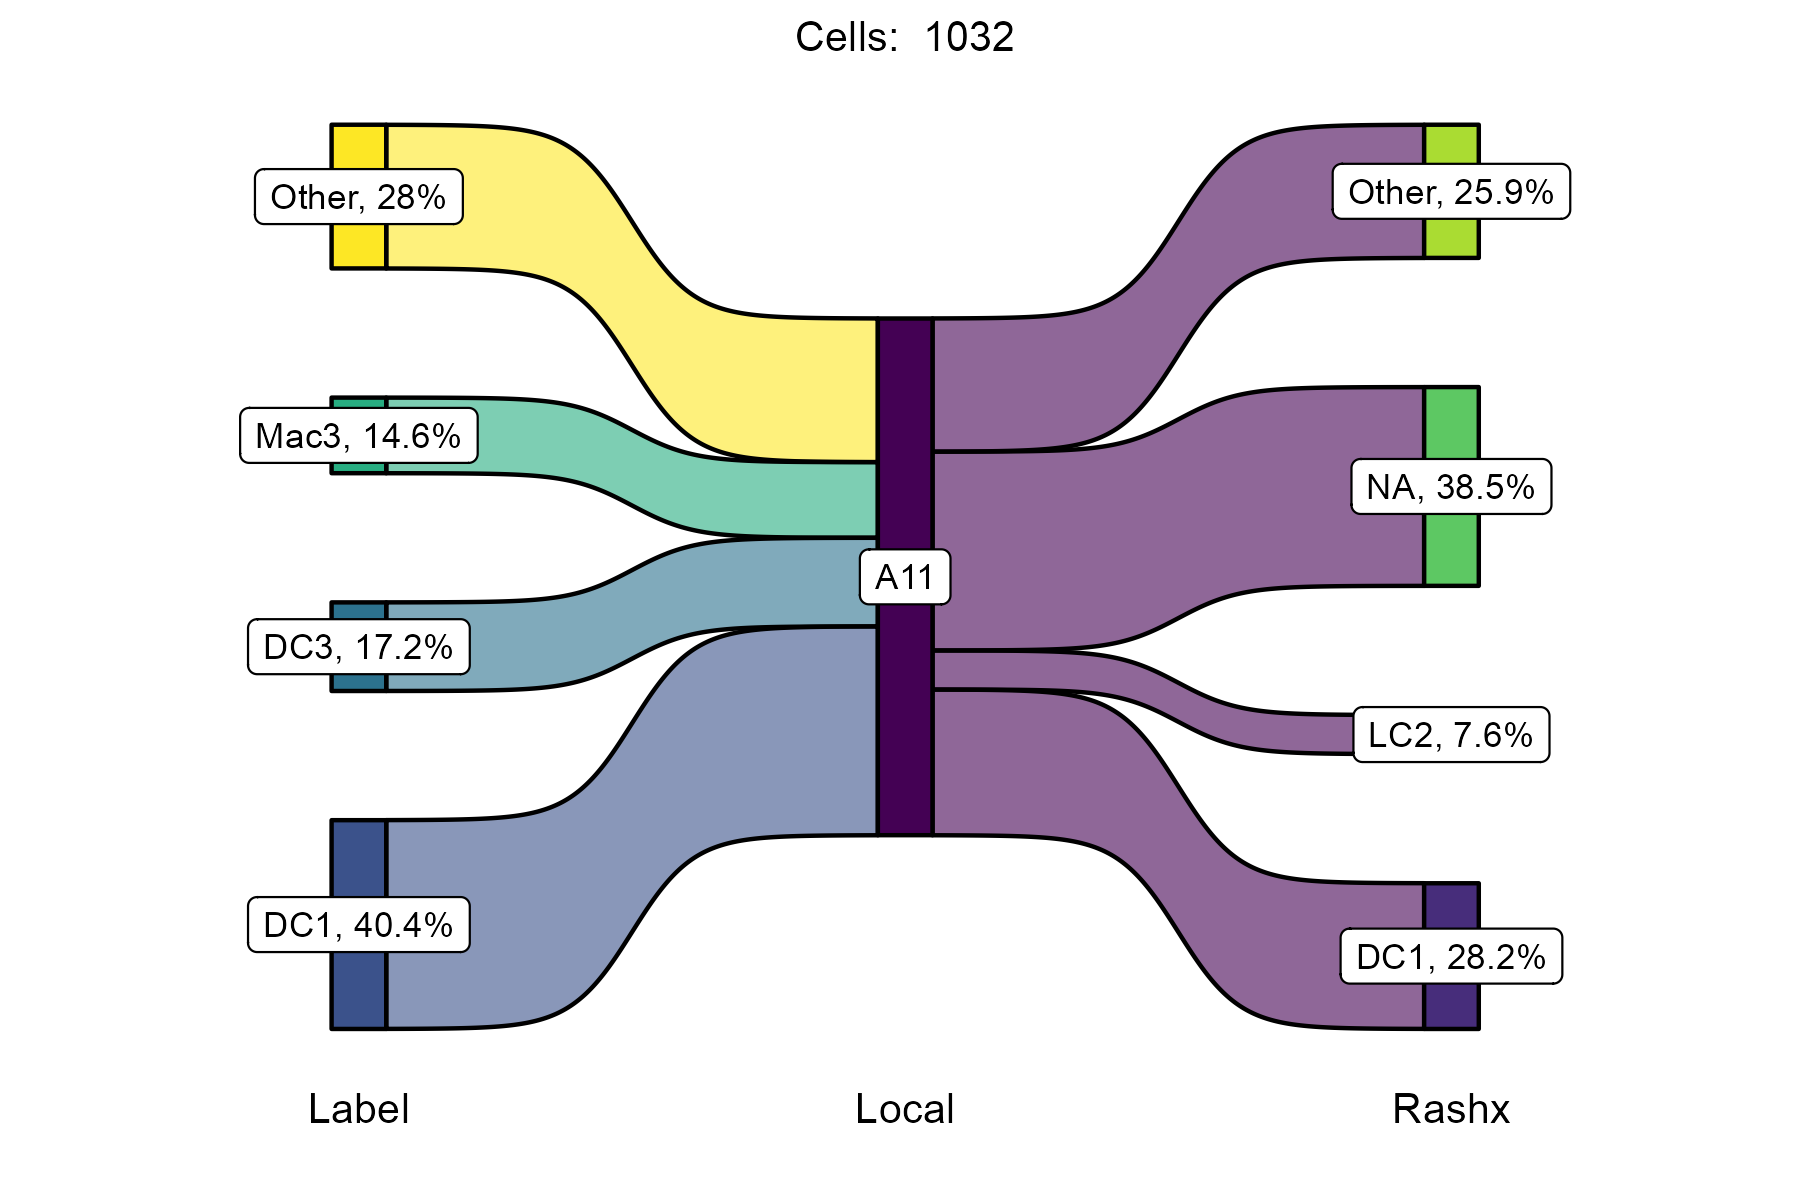 Cells: 1032
Other, 28%
Other, 25.9%
Mac3, 14.6%
NA, 38.5%
A11
DC3, 17.2%
LC2, 7.6%
DC1, 40.4%
DC1, 28.2%
Label
Local
Rashx